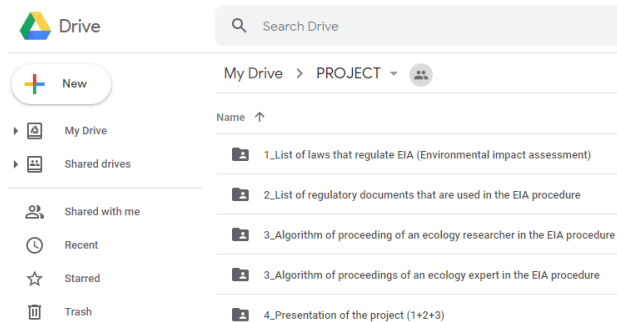 Drive
Search Drive
New
My Drive > PROJECT
Name
My Drive
Shared drives
Shared with me
Recent
Starred
Trash
1_List of laws that regulate EIA (Environmental impact assessment)
2_List of regulatory documents that are used in the EIA procedure
3_Algorithm of proceeding of an ecology researcher in the EIA procedure
3_Algorithm of proceedings of an ecology expert in the EIA procedure
4_Presentation of the project (1+2+3)